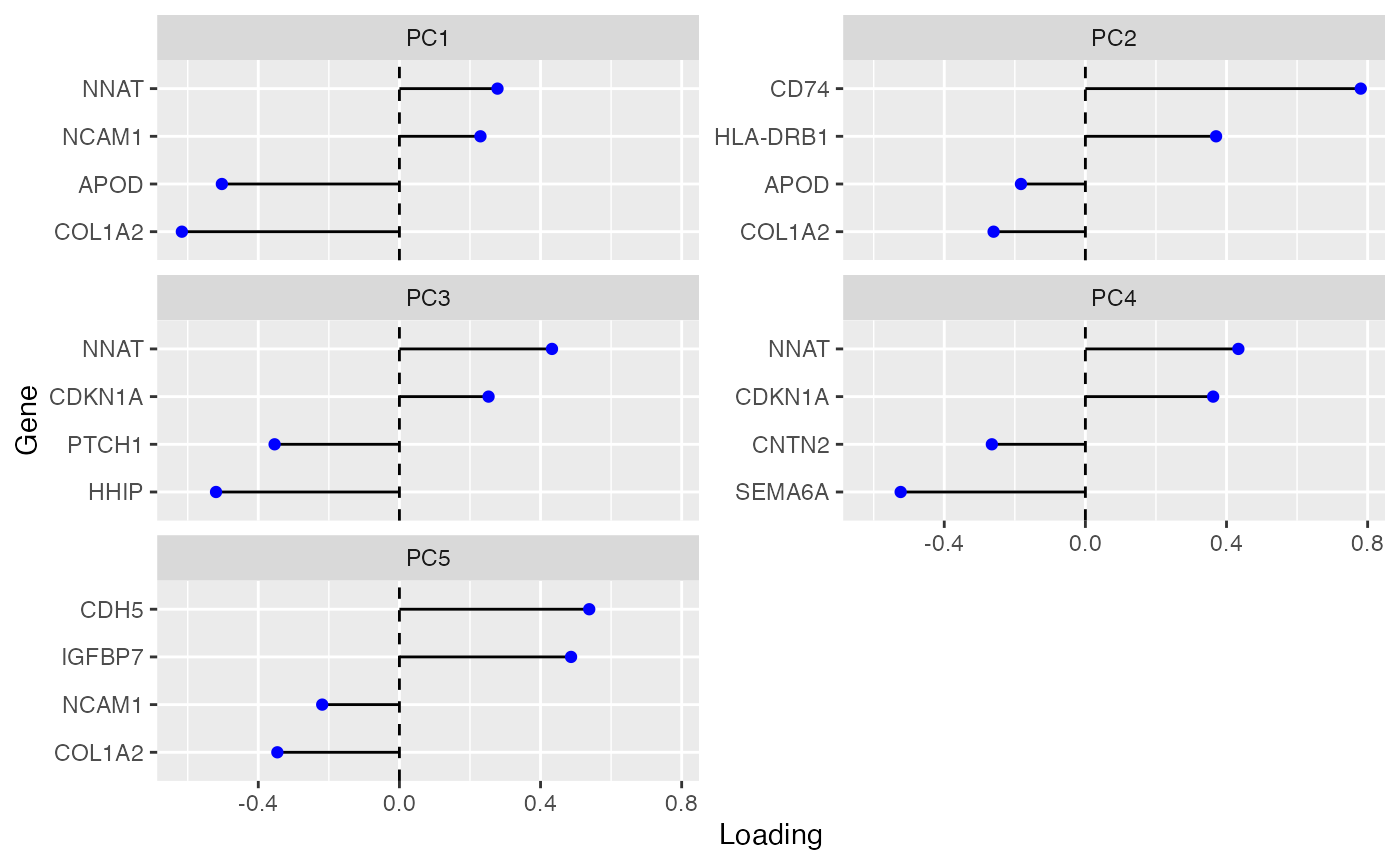 PC1
NNAT
NCAM1
APOD
COL1A2
PC2
CD74
HLA-DRB1
APOD
COL1A2
PC3
NNAT
CDKN1A
PTCH1
HHIP
PC4
NNAT
CDKN1A
CNTN2
SEMA6A
-0.4 0.0 0.4 0.8
PC5
CDH5
IGFBP7
NCAM1
COL1A2
-0.4 0.0 0.4 0.8
Gene
Loading